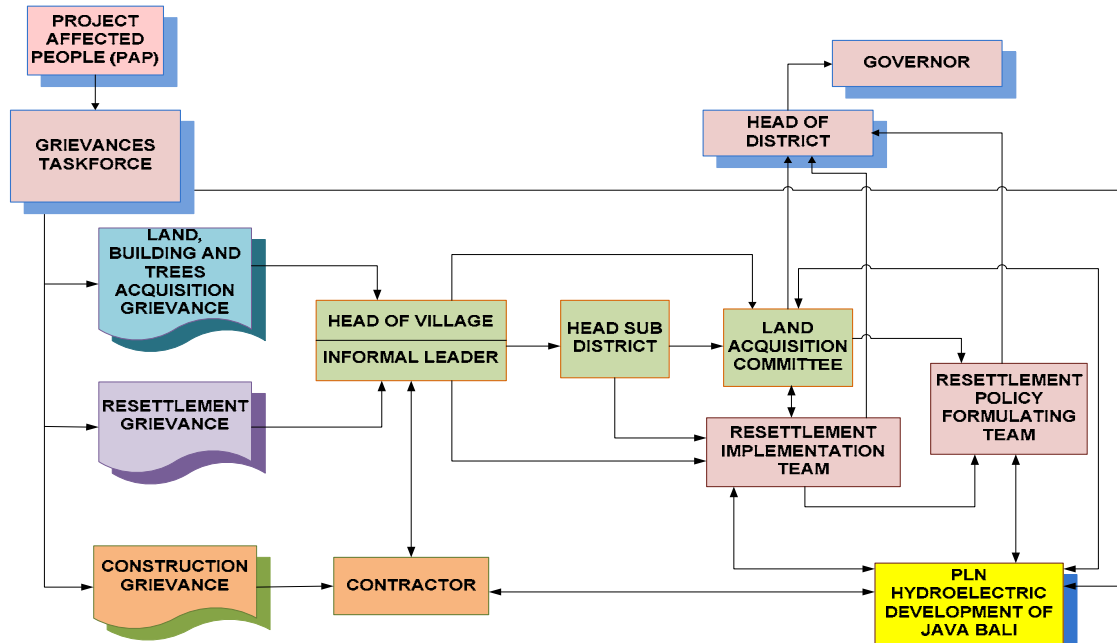 PROJECT
AFFECTED
PEOPLE (PAP)
GOVERNOR
GRIEVANCES
TASKFORCE
HEAD OF
DISTRICT
LAND,
BUILDING AND
TREES
ACQUISITION
GRIEVANCE
HEAD OF VILLAGE
INFORMAL LEADER
HEAD SUB
DISTRICT
LAND
ACQUISITION
COMMITTEE
RESETTLEMENT
POLICY
FORMULATING
TEAM
RESETTLEMENT
GRIEVANCE
RESETTLEMENT
IMPLEMENTATION
TEAM
CONSTRUCTION
GRIEVANCE
CONTRACTOR
PLN
HYDROELECTRIC
DEVELOPMENT OF
JAVA BALI